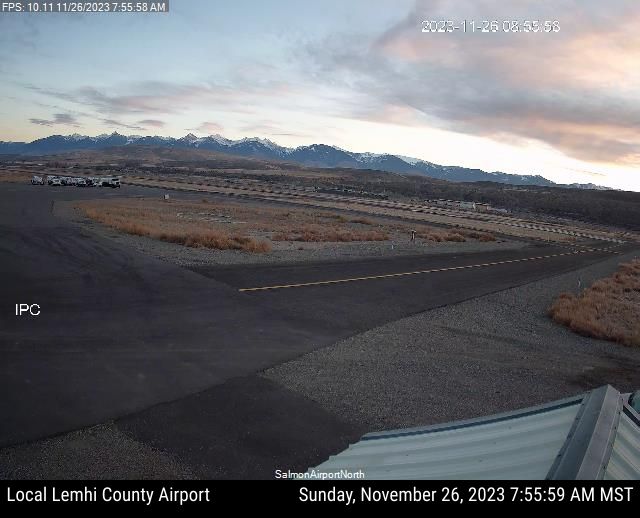 FPS: 10.11 11/26/2023 7:55:58 AM
2023-11-26 08:55:58
IPC
SalmonAirportNorth
Local Lemhi County Airport
Sunday, November 26, 2023 7:55:59 AM MST